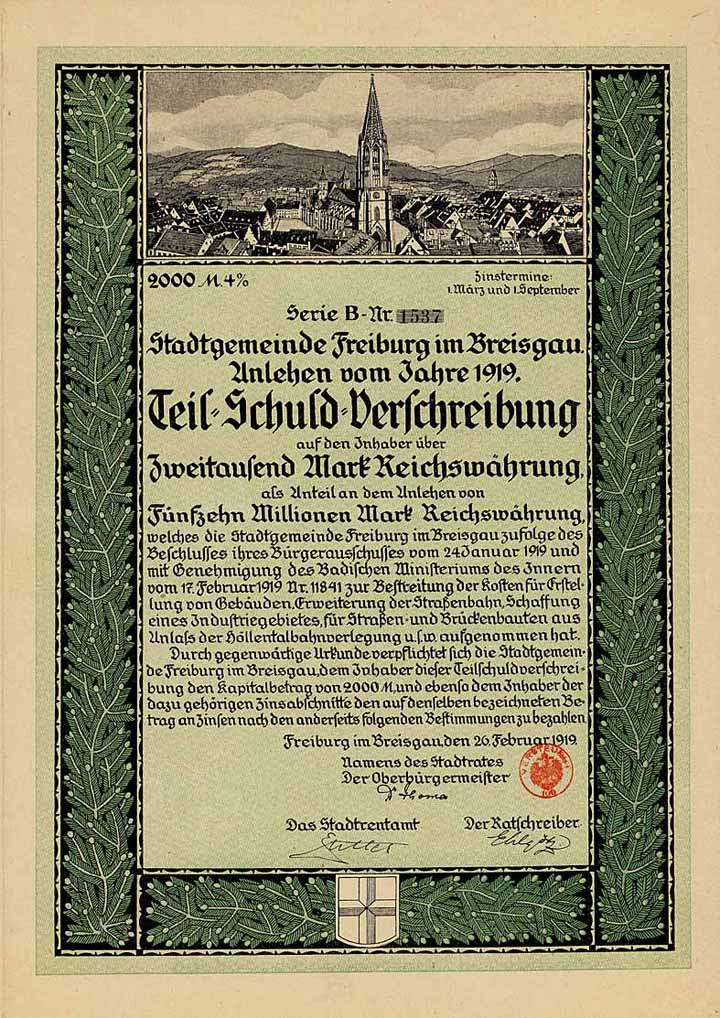 2000 M. 4%
Zinstermine:
1. März und 1. September
Serie B-Nr. 1537
Stadtgemeinde Freiburg im Breisgau.
Anlehen vom Jahre 1919.
Teil-Schuld-Verschreibung
auf den Inhaber über
Zweitausend Mark Reichswährung,
als Anteil an dem Anlehen von
Fünfzehn Millionen Mark Reichswährung,
welches die Stadtgemeinde Freiburg im Breisgau zufolge des
Beschlusses ihres Bürgerausschusses vom 24 Januar 1919 und
mit Genehmigung des Badischen Ministeriums des Innern
vom 17. Februar 1919 Nr. 11841 zur Bestreitung der Kosten für Erstel-
lung von Gebäuden, Erweiterung der Straßenbahn, Schaffung
eines Industriegebietes, für Straßen- und Brückenbauten aus
Anlaß der Höllentalbahnverlegung u.s.w. aufgenommen hat.
Durch gegenwärtige Urkunde verpflichtet sich die Stadtgemein-
de Freiburg im Breisgau, dem Inhaber dieser Teilschuldverschrei-
bung den Kapitalbetrag von 2000 M, und ebenso dem Inhaber der
dazu gehörigen Zinsabschnitte den auf denselben bezeichneten Be-
trag an Zinsen nach den anderseits folgenden Bestimmungen zu bezahlen
Freiburg im Breisgau, den 26. Februar 1919.
Namens des Stadtrates
Der Oberbürgermeister
Dr Thoma
Das Stadtrentamt
Der Ratschreiber